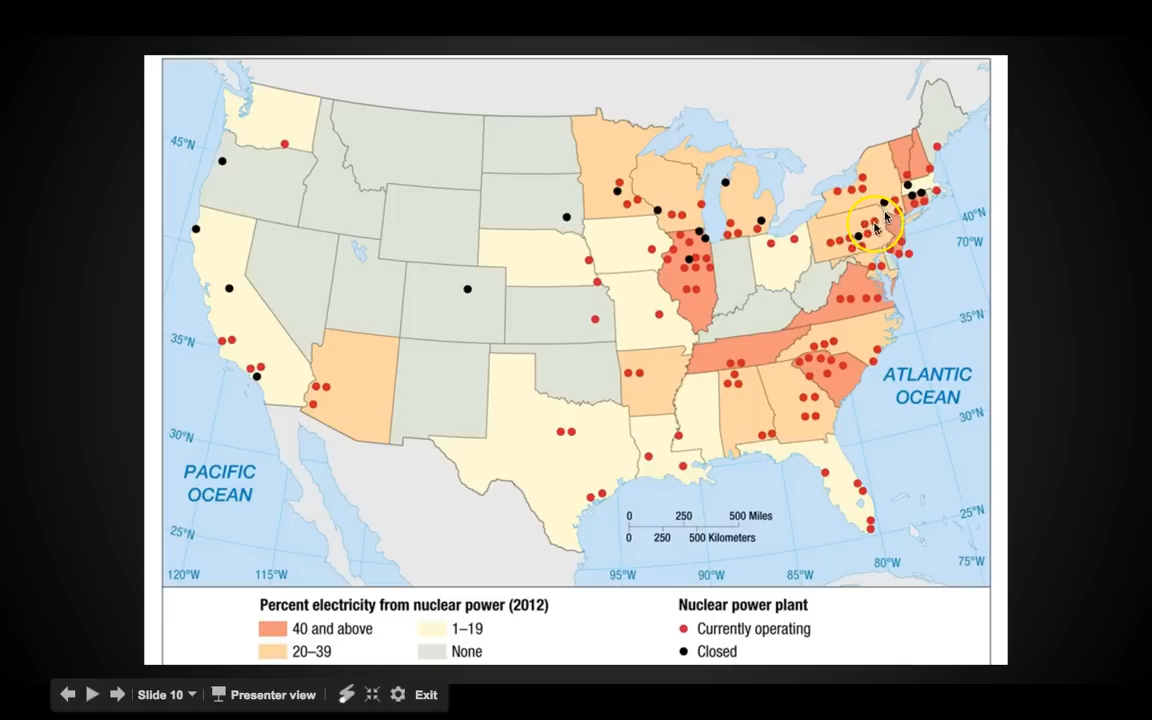 45°N
40°N
70°W
35°N
35°N
ATLANTIC
OCEAN
30°N
30°N
PACIFIC
OCEAN
0 250 500 Miles
0 250 500 Kilometers
25°N
25°N
120°W 115°W 95°W 90°W 85°W 80°W 75°W
Percent electricity from nuclear power (2012)
40 and above
1–19
20–39
None
Nuclear power plant
Currently operating
Closed
Slide 10
Presenter view
Exit